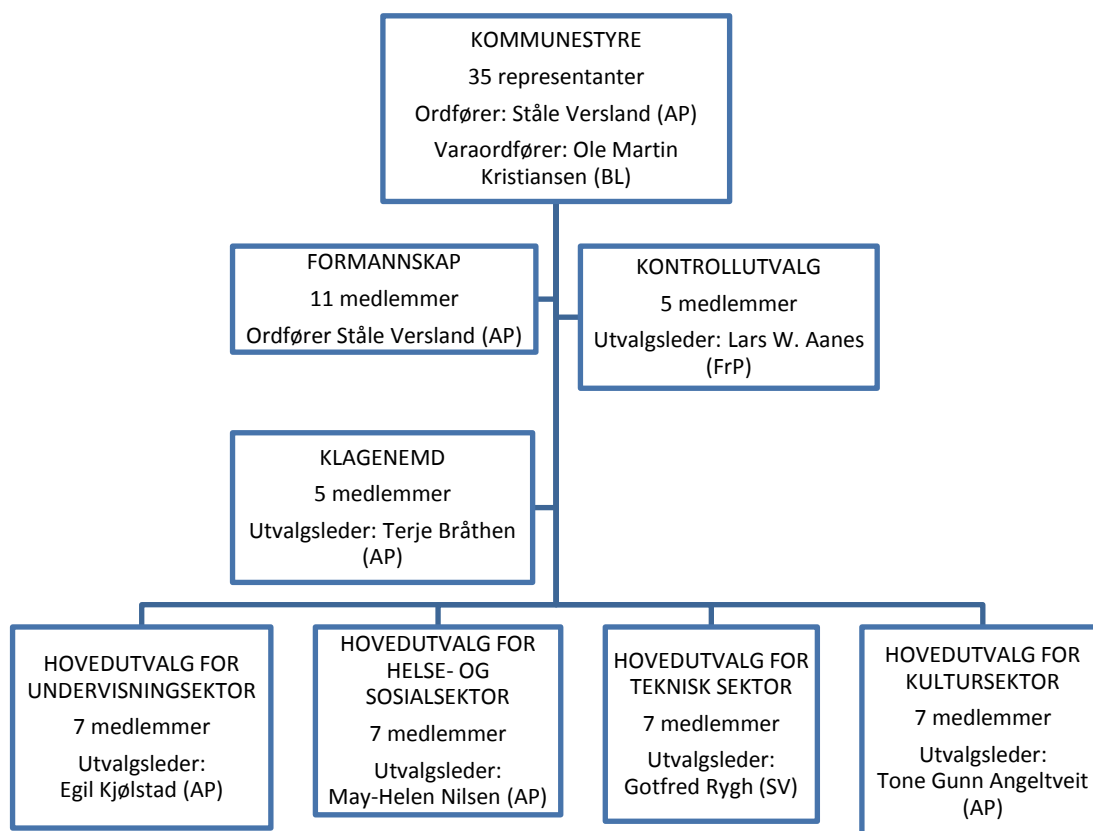 KOMMUNESTYRE
35 representanter
Ordfører: Ståle Versland (AP)
Varaordfører: Ole Martin
Kristiansen (BL)
FORMANNSKAP
11 medlemmer
Ordfører Ståle Versland (AP)
KONTROLLUTVALG
5 medlemmer
Utvalgsleder: Lars W. Aanes
(FrP)
KLAGENEMD
5 medlemmer
Utvalgsleder: Terje Bråthen
(AP)
HOVEDUTVALG FOR
UNDERVISNINGSEKTOR
7 medlemmer
Utvalgsleder:
Egil Kjølstad (AP)
HOVEDUTVALG FOR
HELSE- OG
SOSIALSEKTOR
7 medlemmer
Utvalgsleder:
May-Helen Nilsen (AP)
HOVEDUTVALG FOR
TEKNISK SEKTOR
7 medlemmer
Utvalgsleder:
Gotfred Rygh (SV)
HOVEDUTVALG FOR
KULTURSEKTOR
7 medlemmer
Utvalgsleder:
Tone Gunn Angeltveit
(AP)